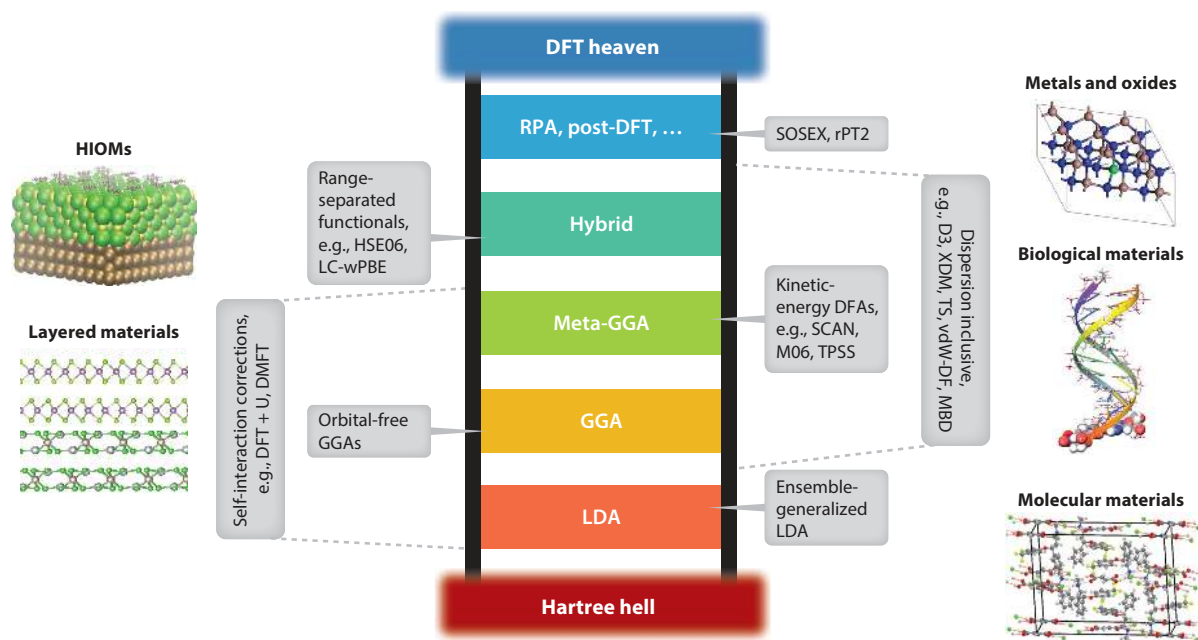 DFT heaven
RPA, post-DFT, ...
Hybrid
Meta-GGA
GGA
LDA
Hartree hell
HIOMs
Layered materials
Range-
separated
functionals,
e.g., HSE06,
LC-wPBE
Self-interaction corrections,
e.g., DFT + U, DMFT
Orbital-free
GGAs
SOSEX, rPT2
Kinetic-
energy DFAs,
e.g., SCAN,
M06, TPSS
Ensemble-
generalized
LDA
Dispersion inclusive,
e.g., D3, XDM, TS, vdW-DF, MBD
Metals and oxides
Biological materials
Molecular materials